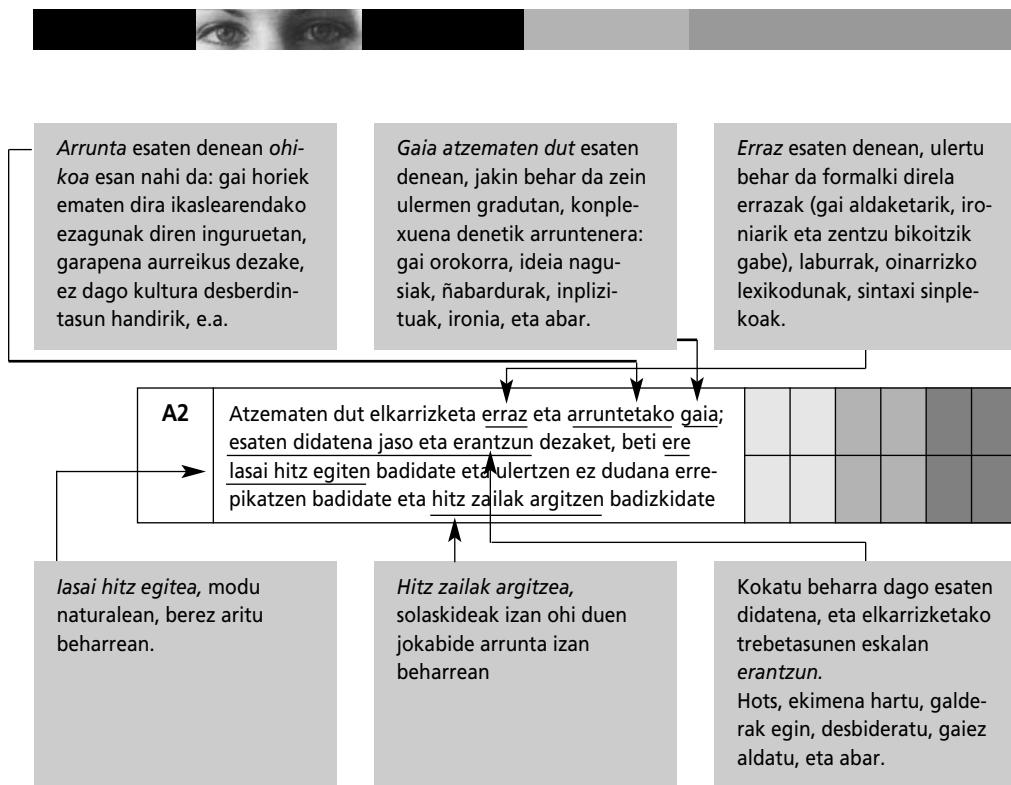 Arrunta esaten denean ohi-
koa esan nahi da: gai horiek
ematen dira ikaslearendako
ezagunak diren inguruetan,
garapena aurreikus dezake,
ez dago kultura desberdin-
tasun handirik, e.a.
Gaia atzematen dut esaten
denean, jakin behar da zein
ulermen gradutan, konple-
xuena denetik arruntenera:
gai orokorra, ideia nagu-
siak, ñabardurak, inplizi-
tuak, ironia, eta abar.
Erraz esaten denean, ulertu
behar da formalki direla
errazak (gai aldaketarik, iro-
niarik eta zentzu bikoitzik
gabe), laburrak, oinarrizko
lexikodunak, sintaxi sinple-
koak.
A2
Atzematen dut elkarrizketa erraz eta arruntetako gaia;
esaten didatena jaso eta erantzun dezaket, beti ere
lasai hitz egiten badidate eta ulertzen ez dudana erre-
pikatzen badidate eta hitz zailak argitzen badizkidate
lasai hitz egitea, modu
naturalean, berez aritu
beharrean.
Hitz zailak argitzea,
solaskideak izan ohi duen
jokabide arrunta izan
beharrean
Kokatu beharra dago esaten
didatena, eta elkarrizketako
trebetasunen eskalan
erantzun.
Hots, ekimena hartu, galde-
rak egin, desbideratu, gaiez
aldatu, eta abar.